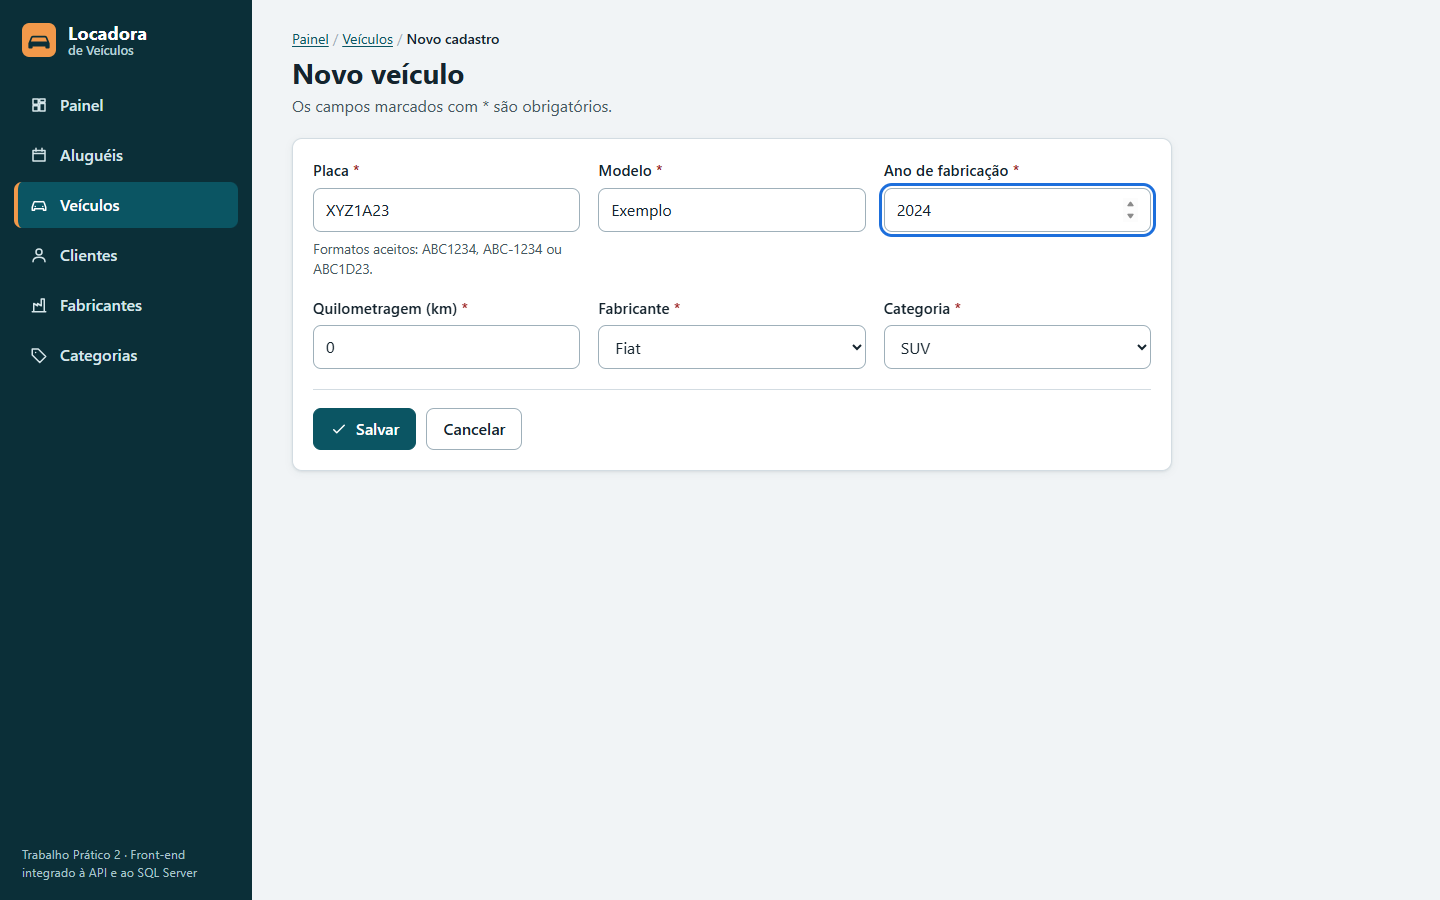 Locadora
de Veículos
Painel
Aluguéis
Veículos
Clientes
Fabricantes
Categorias
Trabalho Prático 2 · Front-end
integrado à API e ao SQL Server
Painel / Veículos / Novo cadastro
Novo veículo
Os campos marcados com * são obrigatórios.
Placa *
XYZ1A23
Formatos aceitos: ABC1234, ABC-1234 ou
ABC1D23.
Modelo *
Exemplo
Ano de fabricação *
2024
Quilometragem (km) *
0
Fabricante *
Fiat
Categoria *
SUV
Salvar
Cancelar